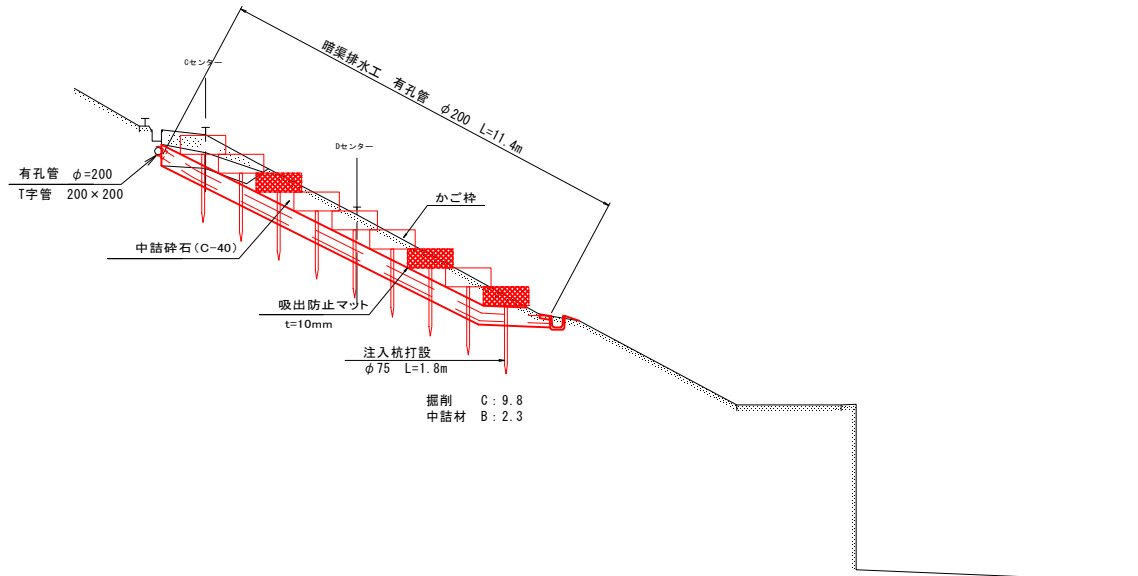 Cセンター
暗渠排水工　有孔管　φ200　L=11.4m
Dセンター
有孔管　φ=200
T字管　200×200
かご枠
中詰砕石(C-40)
吸出防止マット
t=10mm
注入杭打設
φ75　L=1.8m
掘削　C：9.8
中詰材　B：2.3